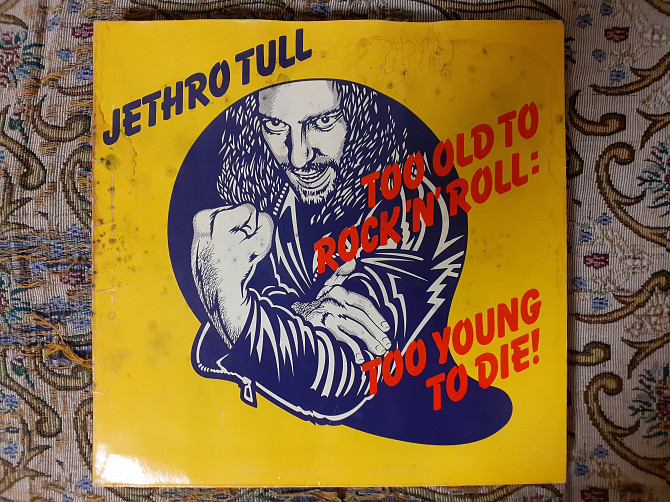 JETHRO TULL
TOO OLD TO
ROCK 'N' ROLL:
TOO YOUNG
TO DIE!